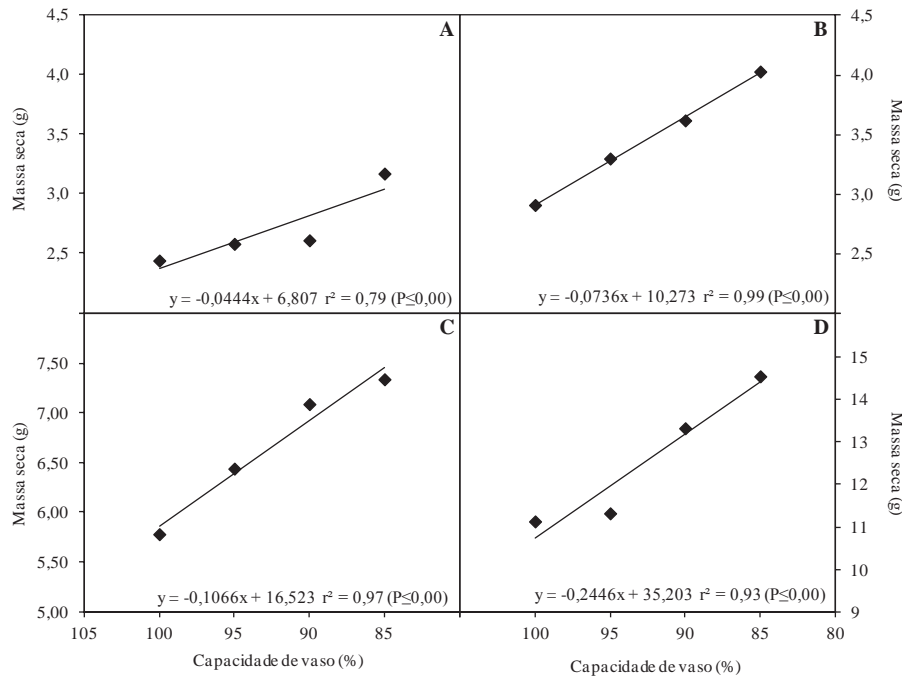 4,5
4,0
3,5
3,0
2,5
Massa seca (g)
A
y = -0,0444x + 6,807 r² = 0,79 (P≤0,00)
B
y = -0,0736x + 10,273 r² = 0,99 (P≤0,00)
4,5
4,0
3,5
3,0
2,5
Massa seca (g)
7,50
7,00
6,50
6,00
5,50
5,00
Massa seca (g)
C
y = -0,1066x + 16,523 r² = 0,97 (P≤0,00)
D
y = -0,2446x + 35,203 r² = 0,93 (P≤0,00)
15
14
13
12
11
10
9
Massa seca (g)
105 100 95 90 85
100 95 90 85 80
Capacidade de vaso (%)
Capacidade de vaso (%)